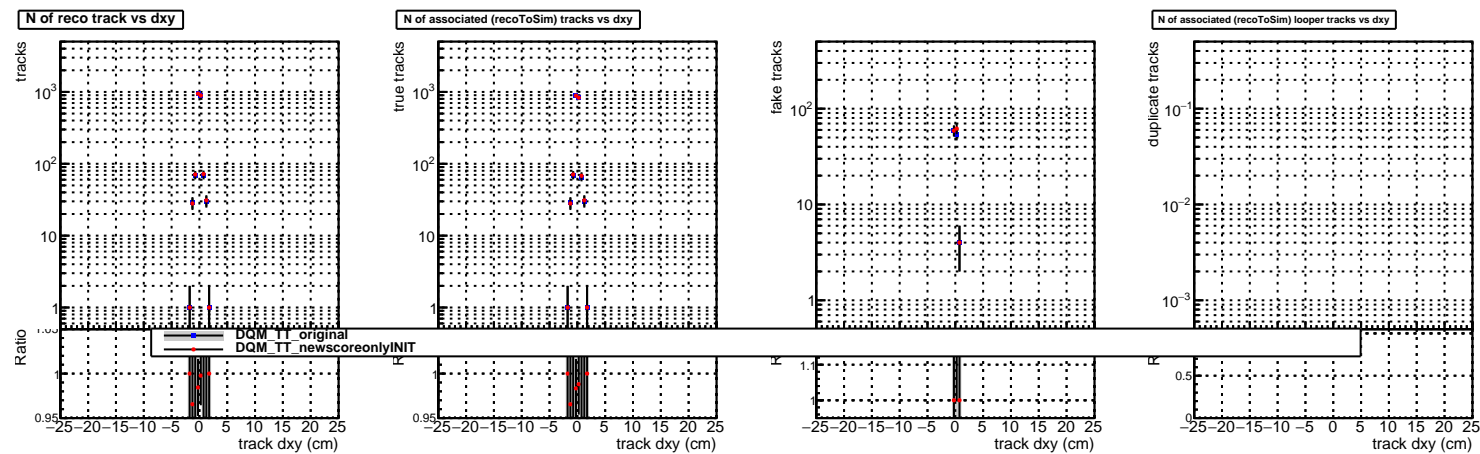 N of reco track vs dxy
N of associated (recoToSim) tracks vs dxy
N of associated (recoToSim) looper tracks vs dxy
tracks
10³
10²
10
1
true tracks
10³
10²
10
1
fake tracks
10²
10
1
duplicate tracks
10⁻¹
10⁻²
10⁻³
DQM_TT_original
DQM_TT_newscoreonlyINIT
Ratio
1
0.95
1
0.95
1.1
1
0.5
0
−25 −20 −15 −10 −5 0 5 10 15 20 25
track dxy (cm)
−25 −20 −15 −10 −5 0 5 10 15 20 25
track dxy (cm)
−25 −20 −15 −10 −5 0 5 10 15 20 25
track dxy (cm)
−25 −20 −15 −10 −5 0 5 10 15 20 25
track dxy (cm)